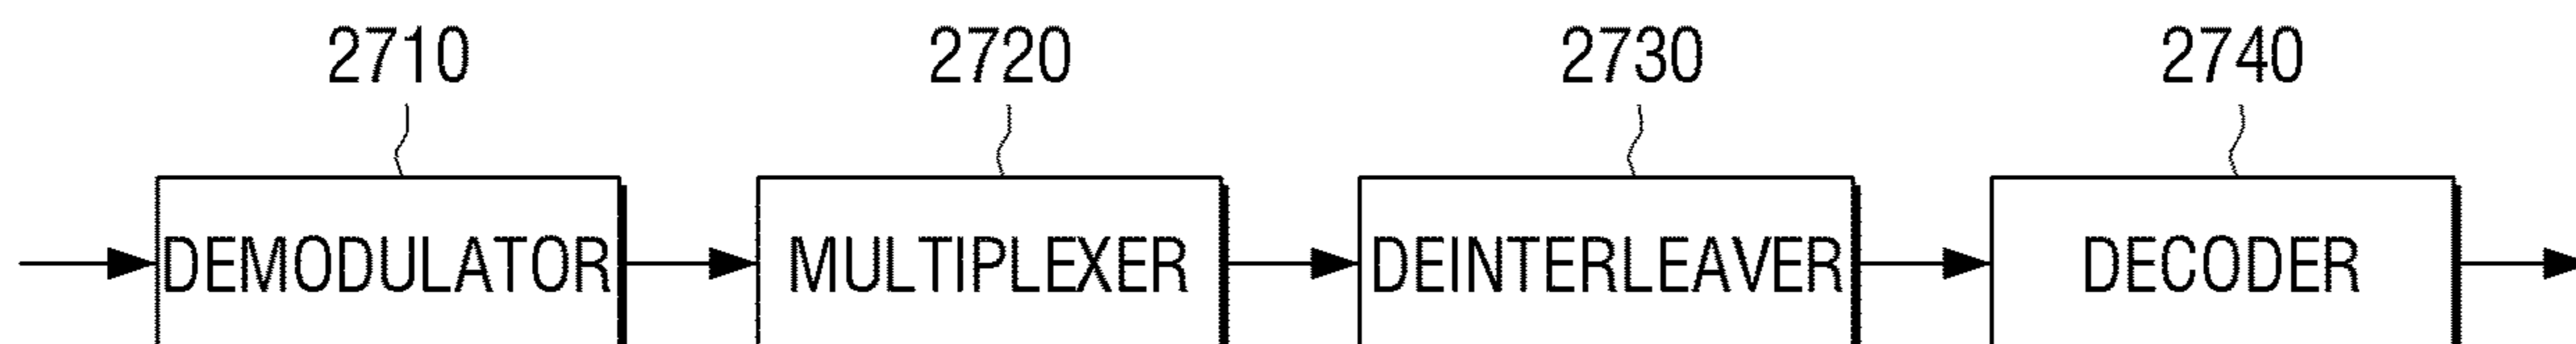 2710 2720 2730 2740
DEMODULATOR MULTIPLEXER DEINTERLEAVER DECODER